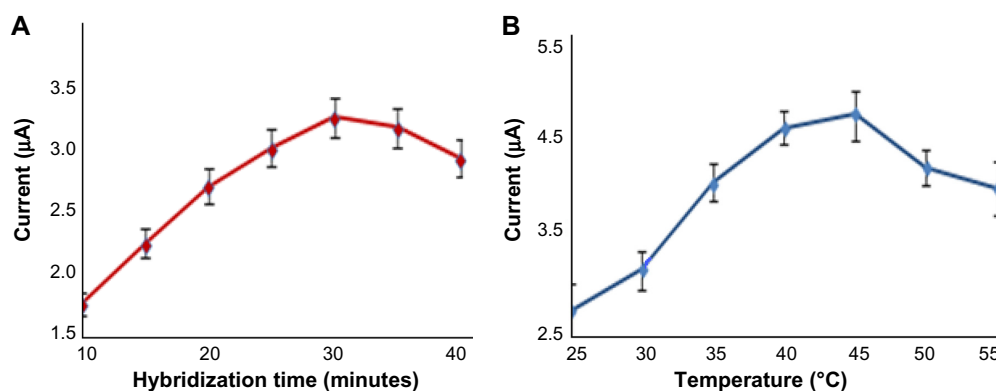 A
Current (µA)
3.5
3.0
2.5
2.0
1.5
10 20 30 40
Hybridization time (minutes)
B
Current (µA)
5.5
4.5
3.5
2.5
25 30 35 40 45 50 55
Temperature (°C)